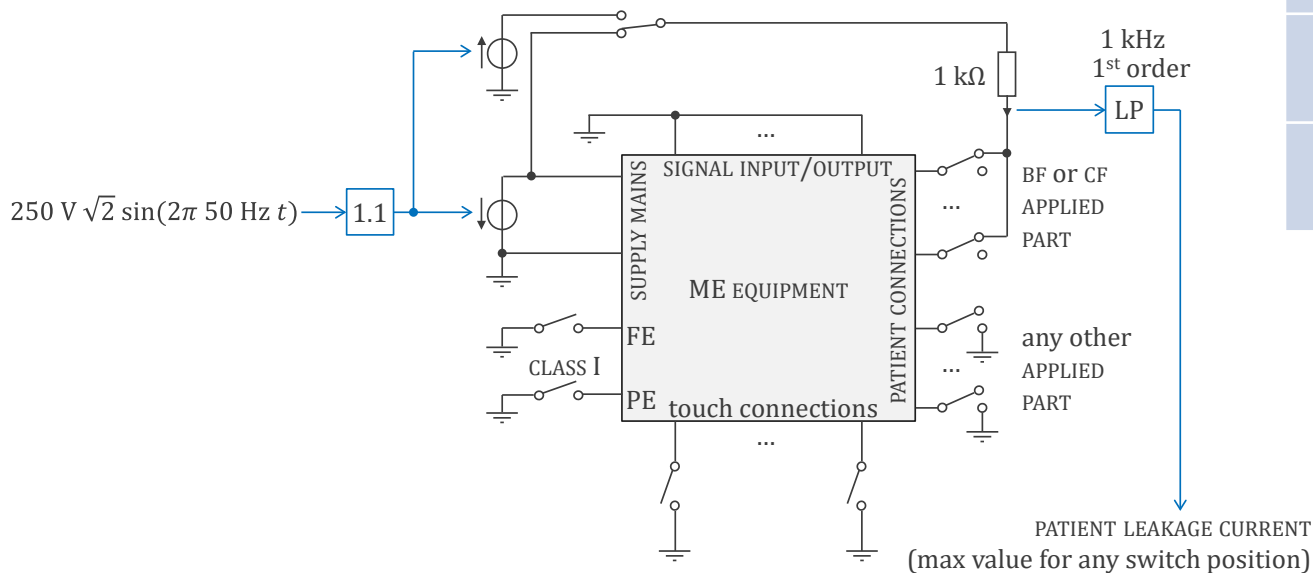 1 kHz
1st order
1 kΩ
LP
...
SIGNAL INPUT/OUTPUT
SUPPLY MAINS
PATIENT CONNECTIONS
BF or CF
...
APPLIED
PART
250 V √2 sin(2π 50 Hz t)
1.1
ME EQUIPMENT
FE
any other
CLASS I
...
APPLIED
PE
touch connections
PART
...
PATIENT LEAKAGE CURRENT
(max value for any switch position)